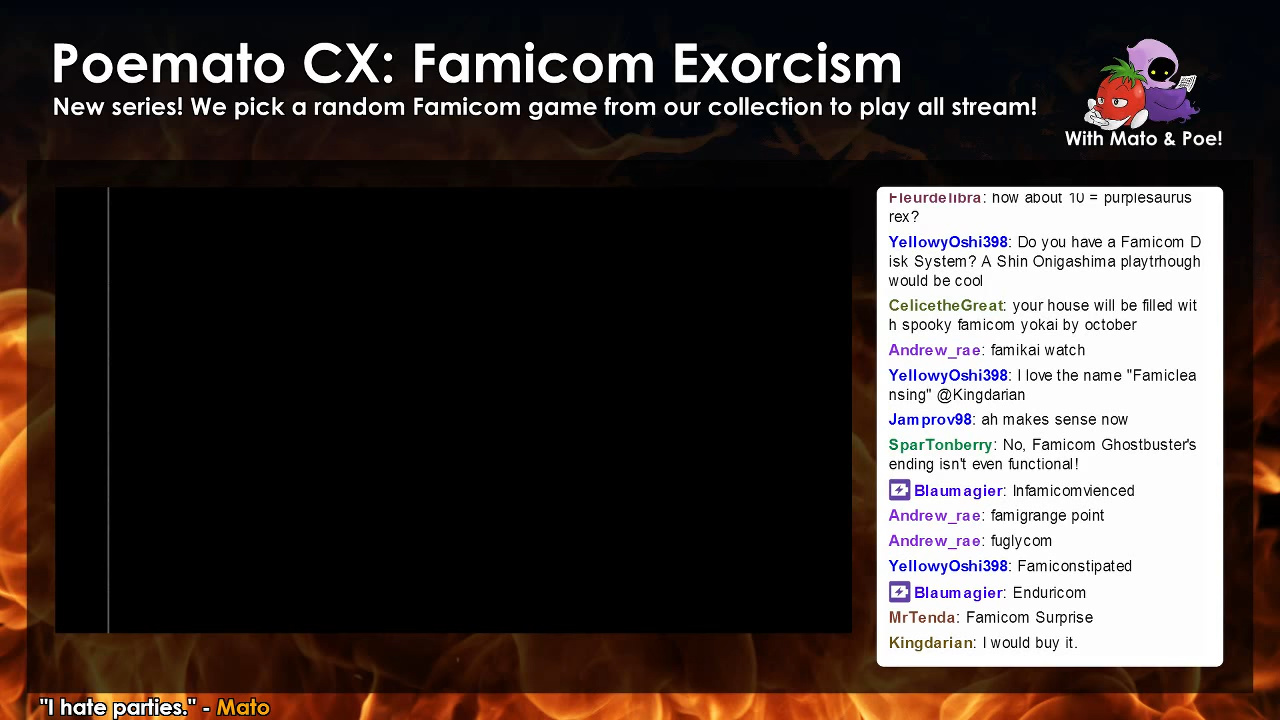 Poemato CX: Famicom Exorcism
New series! We pick a random Famicom game from our collection to play all stream!
With Mato & Poe!
Fleurdelibra: how about 10 = purplesaurus
rex?
YellowyOshi398: Do you have a Famicom D
isk System? A Shin Onigashima playtrhough
would be cool
CelicetheGreat: your house will be filled wit
h spooky famicom yokai by october
Andrew_rae: famikai watch
YellowyOshi398: I love the name "Famiclea
nsing" @Kingdarian
Jamprov98: ah makes sense now
SparTonberry: No, Famicom Ghostbuster's
ending isn't even functional!
Blaumagier: Infamicomvienced
Andrew_rae: famigrange point
Andrew_rae: fuglycom
YellowyOshi398: Famiconstipated
Blaumagier: Enduricom
MrTenda: Famicom Surprise
Kingdarian: I would buy it.
"I hate parties." - Mato